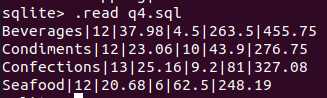 sqlite> .read q4.sql
Beverages|12|37.98|4.5|263.5|455.75
Condiments|12|23.06|10|43.9|276.75
Confections|13|25.16|9.2|81|327.08
Seafood|12|20.68|6|62.5|248.19